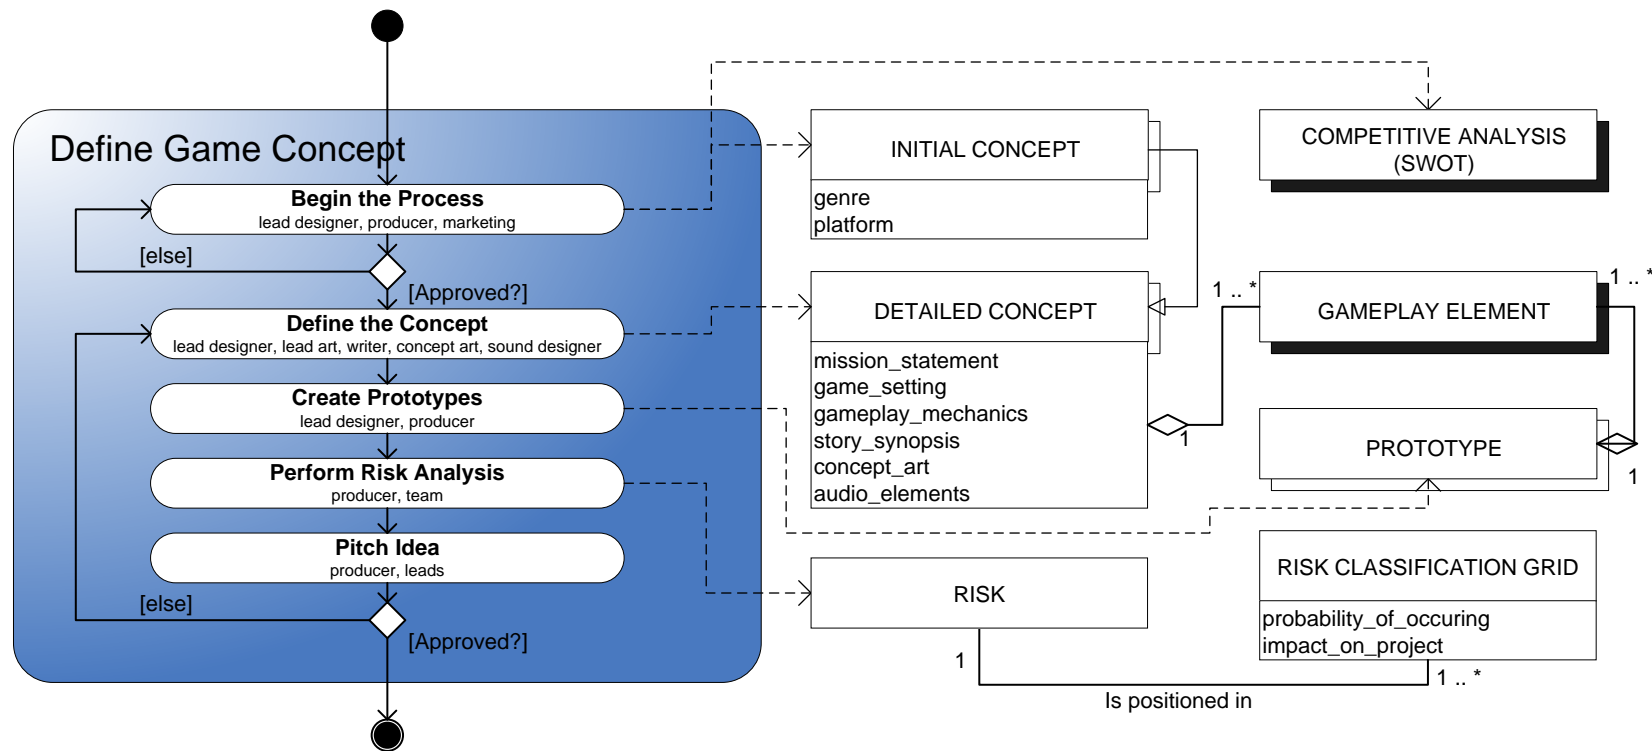 Define Game Concept
Begin the Process
lead designer, producer, marketing
[else]
[Approved?]
Define the Concept
lead designer, lead art, writer, concept art, sound designer
Create Prototypes
lead designer, producer
Perform Risk Analysis
producer, team
Pitch Idea
producer, leads
[else]
[Approved?]
INITIAL CONCEPT
genre
platform
DETAILED CONCEPT
mission_statement
game_setting
gameplay_mechanics
story_synopsis
concept_art
audio_elements
1
1 .. *
RISK
1
Is positioned in
1 .. *
COMPETITIVE ANALYSIS
(SWOT)
GAMEPLAY ELEMENT
1 .. *
PROTOTYPE
1
RISK CLASSIFICATION GRID
probability_of_occuring
impact_on_project